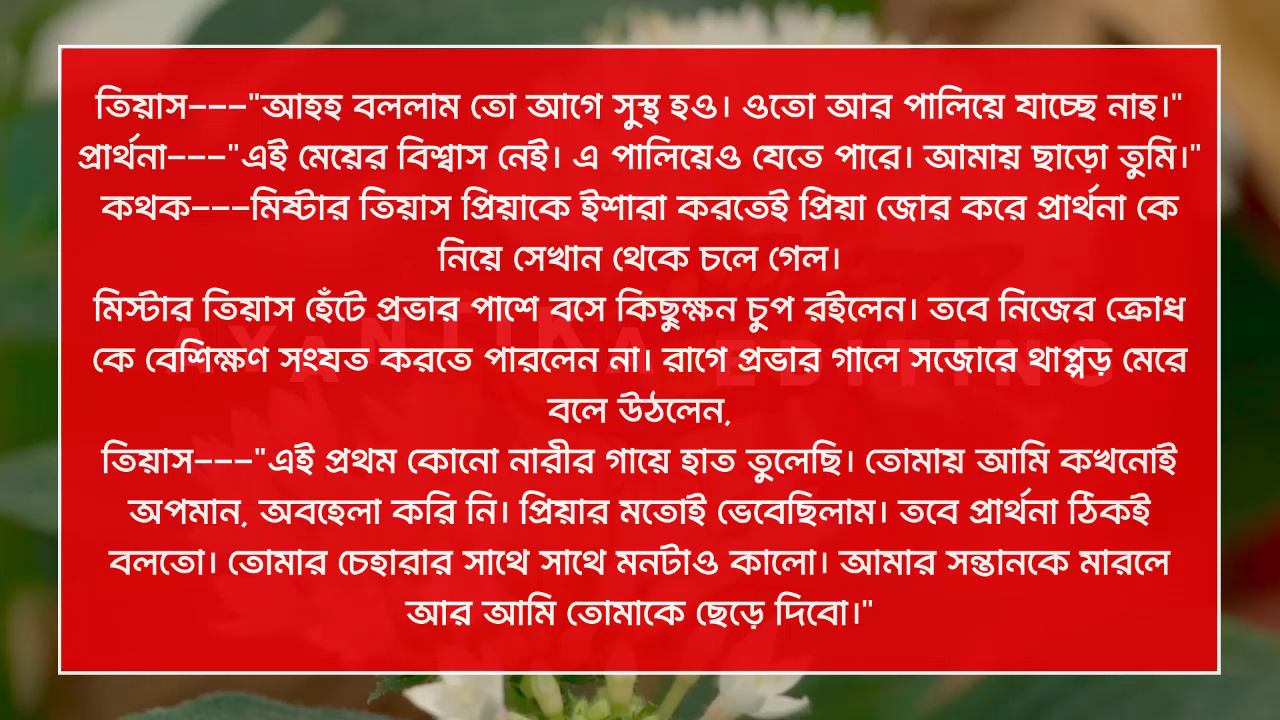 তিয়াস---"আহহ বললাম তো আগে সুস্থ হও। ওতো আর পালিয়ে যাচ্ছে নাহ।"
প্রার্থনা---"এই মেয়ের বিশ্বাস নেই। এ পালিয়েও যেতে পারে। আমায় ছাড়ো তুমি।"
কথক---মিষ্টার তিয়াস প্রিয়াকে ইশারা করতেই প্রিয়া জোর করে প্রার্থনা কে
নিয়ে সেখান থেকে চলে গেল।
মিস্টার তিয়াস হেঁটে প্রভার পাশে বসে কিছুক্ষন চুপ রইলেন। তবে নিজের ক্রোধ
কে বেশিক্ষণ সংযত করতে পারলেন না। রাগে প্রভার গালে সজোরে থাপ্পড় মেরে
বলে উঠলেন,
তিয়াস---"এই প্রথম কোনো নারীর গায়ে হাত তুলেছি। তোমায় আমি কখনোই
অপমান, অবহেলা করি নি। প্রিয়ার মতোই ভেবেছিলাম। তবে প্রার্থনা ঠিকই
বলতো। তোমার চেহারার সাথে সাথে মনটাও কালো। আমার সন্তানকে মারলে
আর আমি তোমাকে ছেড়ে দিবো।"
AYANTIKA EDITING